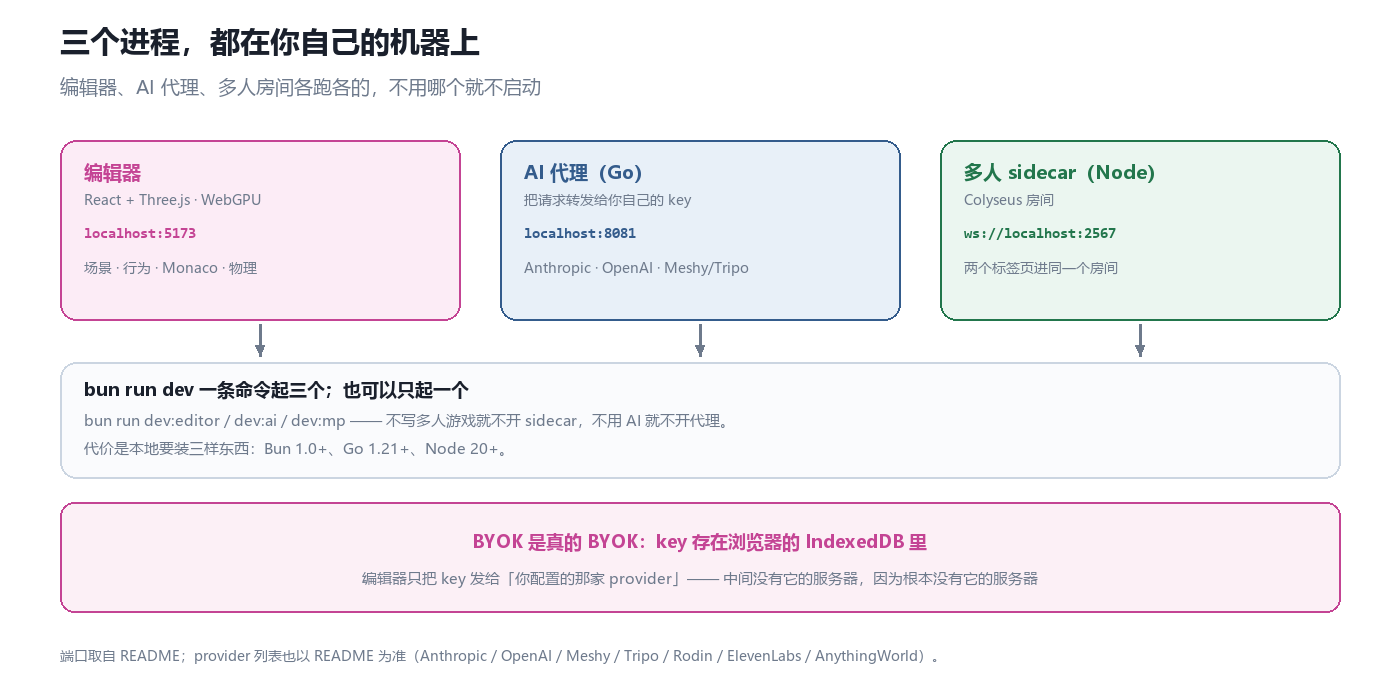 三个进程，都在你自己的机器上
编辑器、AI 代理、多人房间各跑各的，不用哪个就不启动
编辑器
React + Three.js · WebGPU
localhost:5173
场景 · 行为 · Monaco · 物理
AI 代理（Go）
把请求转发给你自己的 key
localhost:8081
Anthropic · OpenAI · Meshy/Tripo
多人 sidecar（Node）
Colyseus 房间
ws://localhost:2567
两个标签页进同一个房间
bun run dev 一条命令起三个；也可以只起一个
bun run dev:editor / dev:ai / dev:mp —— 不写多人游戏就不开 sidecar，不用 AI 就不开代理。
代价是本地要装三样东西：Bun 1.0+、Go 1.21+、Node 20+。
BYOK 是真的 BYOK：key 存在浏览器的 IndexedDB 里
编辑器只把 key 发给「你配置的那家 provider」—— 中间没有它的服务器，因为根本没有它的服务器
端口取自 README；provider 列表也以 README 为准（Anthropic / OpenAI / Meshy / Tripo / Rodin / ElevenLabs / AnythingWorld）。